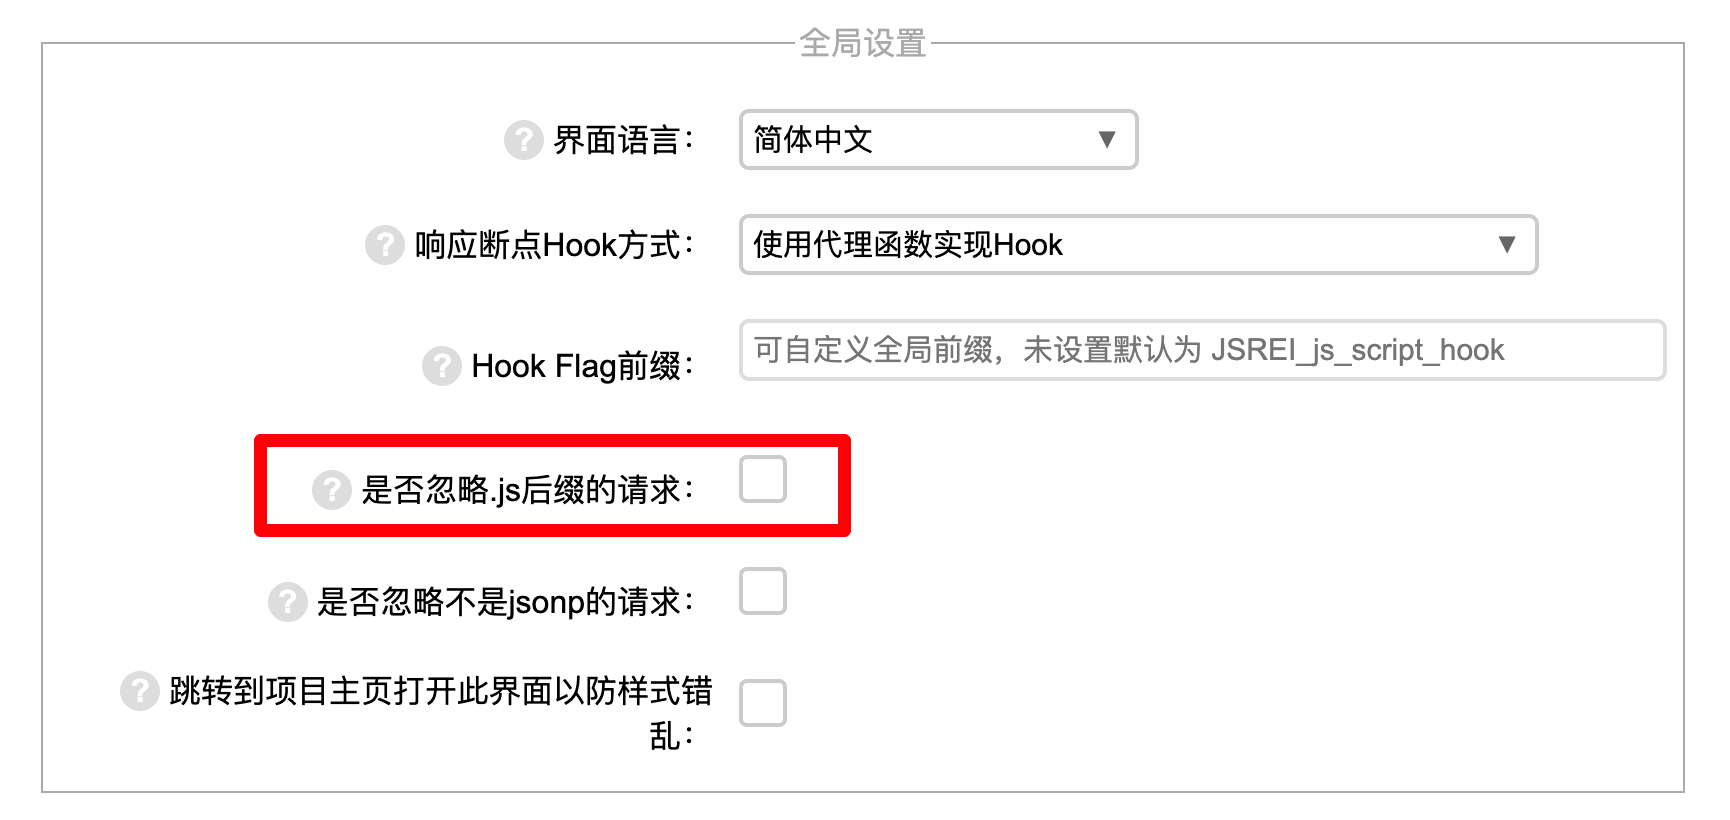 全局设置
? 界面语言： 简体中文 ▼
? 响应断点Hook方式： 使用代理函数实现Hook ▼
? Hook Flag前缀： 可自定义全局前缀，未设置默认为 JSREI_js_script_hook
? 是否忽略.js后缀的请求：
? 是否忽略不是jsonp的请求：
? 跳转到项目主页打开此界面以防样式错
乱：